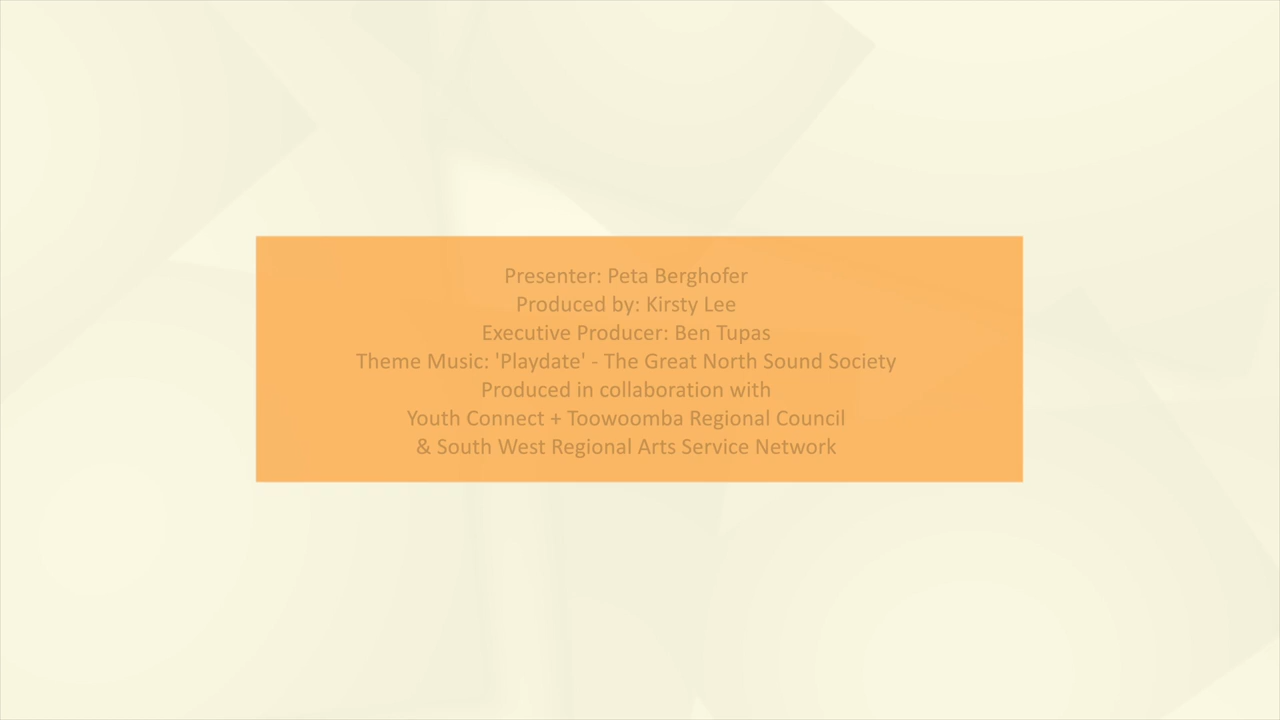 Presenter: Peta Berghofer
Produced by: Kirsty Lee
Executive Producer: Ben Tupas
Theme Music: 'Playdate' - The Great North Sound Society
Produced in collaboration with
Youth Connect + Toowoomba Regional Council
& South West Regional Arts Service Network